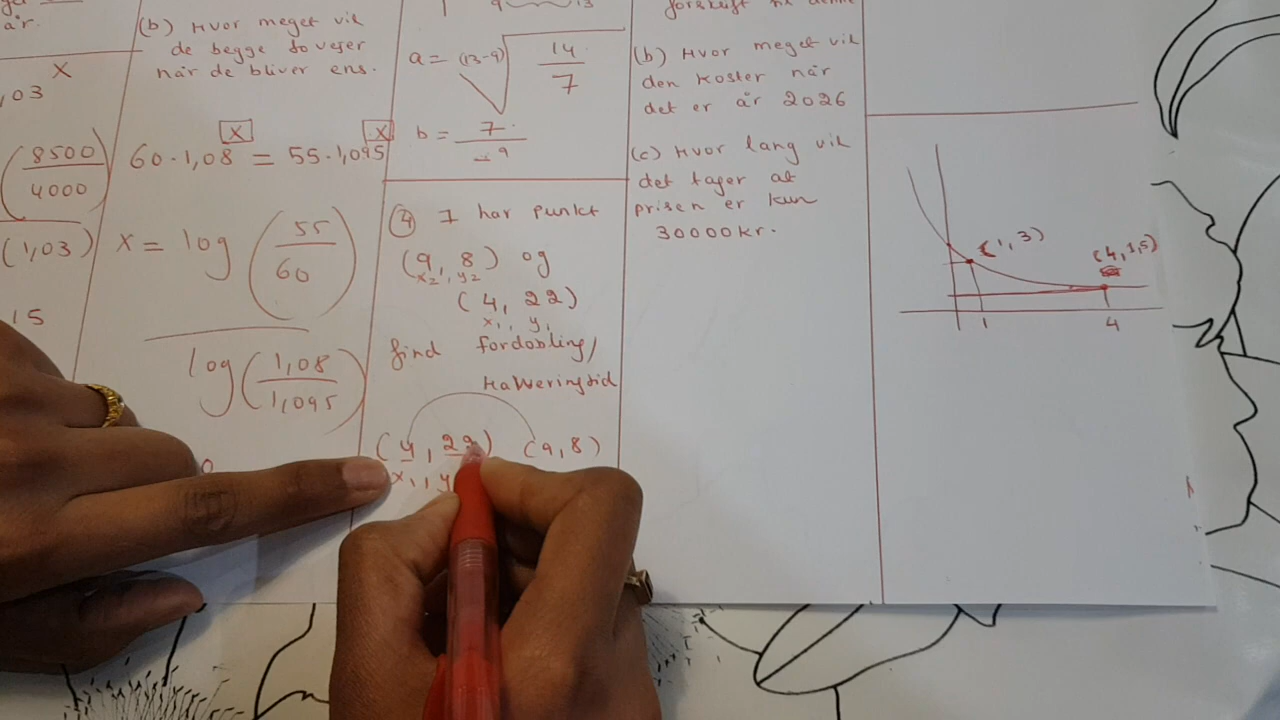 år.
x
,03
(8500/4000)
(1,03)
15
(b) Hvor meget vil
de begge to vejer
når de bliver ens.
60·1,08^x = 55·1,095^x
x = log (55/60)
log (1,08/1,095)
13
a = (13-9)√ 14/7
b = 7
9
④ 7 har punkt
(9, 8) og
x2, y2
(4, 22)
x1, y1
find fordobling/
Halveringstid
(4, 22) (9, 8)
x1, y
(b) Hvor meget vil
den koster når
det er år 2026
(c) Hvor lang vil
det tager at
prisen er kun
30000kr.
(1, 3)
(4, 1,5)
1
4